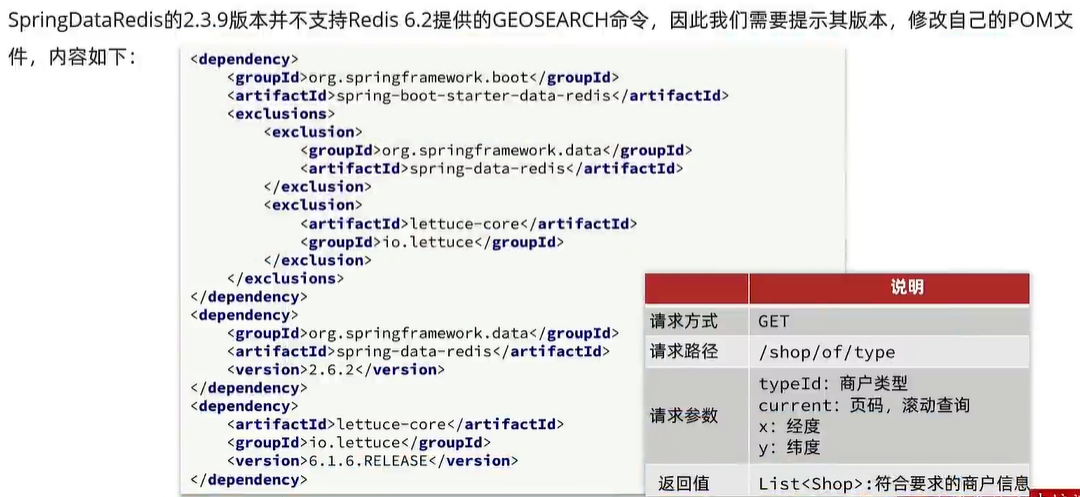 SpringDataRedis的2.3.9版本并不支持Redis 6.2提供的GEOSEARCH命令，因此我们需要提示其版本，修改自己的POM文
件，内容如下：
<dependency>
    <groupId>org.springframework.boot</groupId>
    <artifactId>spring-boot-starter-data-redis</artifactId>
    <exclusions>
        <exclusion>
            <groupId>org.springframework.data</groupId>
            <artifactId>spring-data-redis</artifactId>
        </exclusion>
        <exclusion>
            <artifactId>lettuce-core</artifactId>
            <groupId>io.lettuce</groupId>
        </exclusion>
    </exclusions>
</dependency>
<dependency>
    <groupId>org.springframework.data</groupId>
    <artifactId>spring-data-redis</artifactId>
    <version>2.6.2</version>
</dependency>
<dependency>
    <artifactId>lettuce-core</artifactId>
    <groupId>io.lettuce</groupId>
    <version>6.1.6.RELEASE</version>
</dependency>
说明
请求方式 GET
请求路径 /shop/of/type
请求参数 typeId：商户类型
current：页码，滚动查询
x：经度
y：纬度
返回值 List<Shop>:符合要求的商户信息